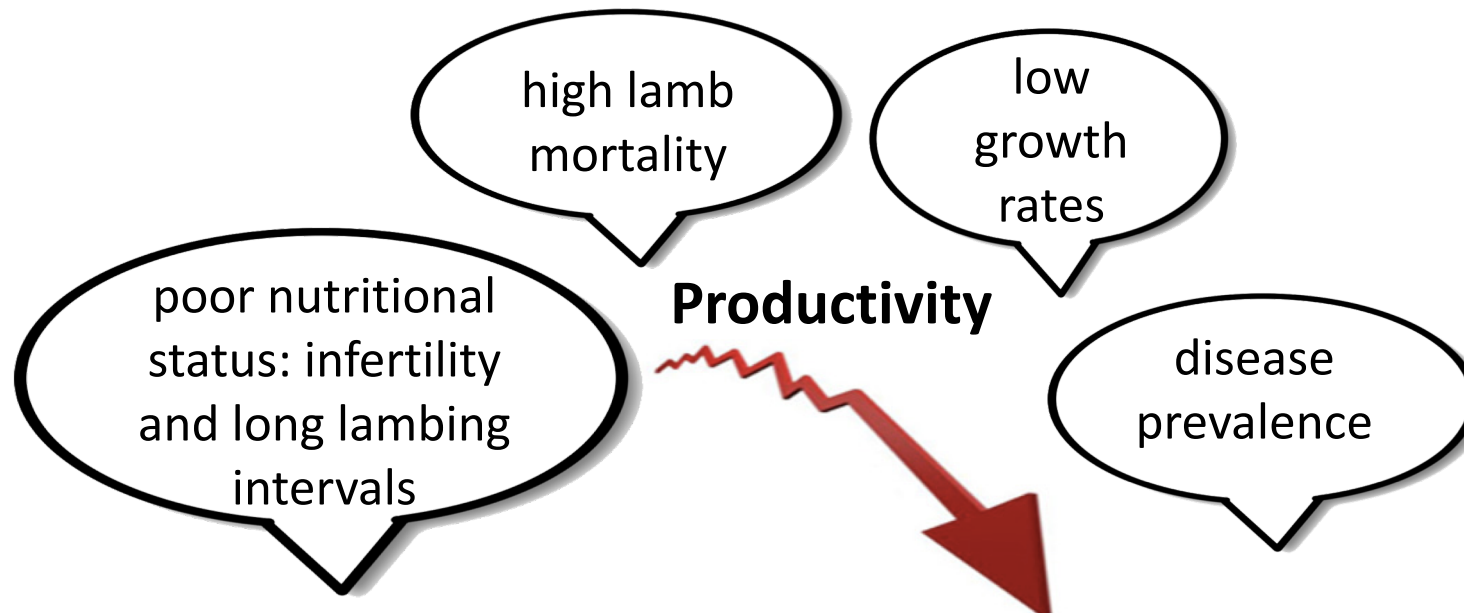 high lamb
mortality
low
growth
rates
poor nutritional
status: infertility
and long lambing
intervals
Productivity
disease
prevalence